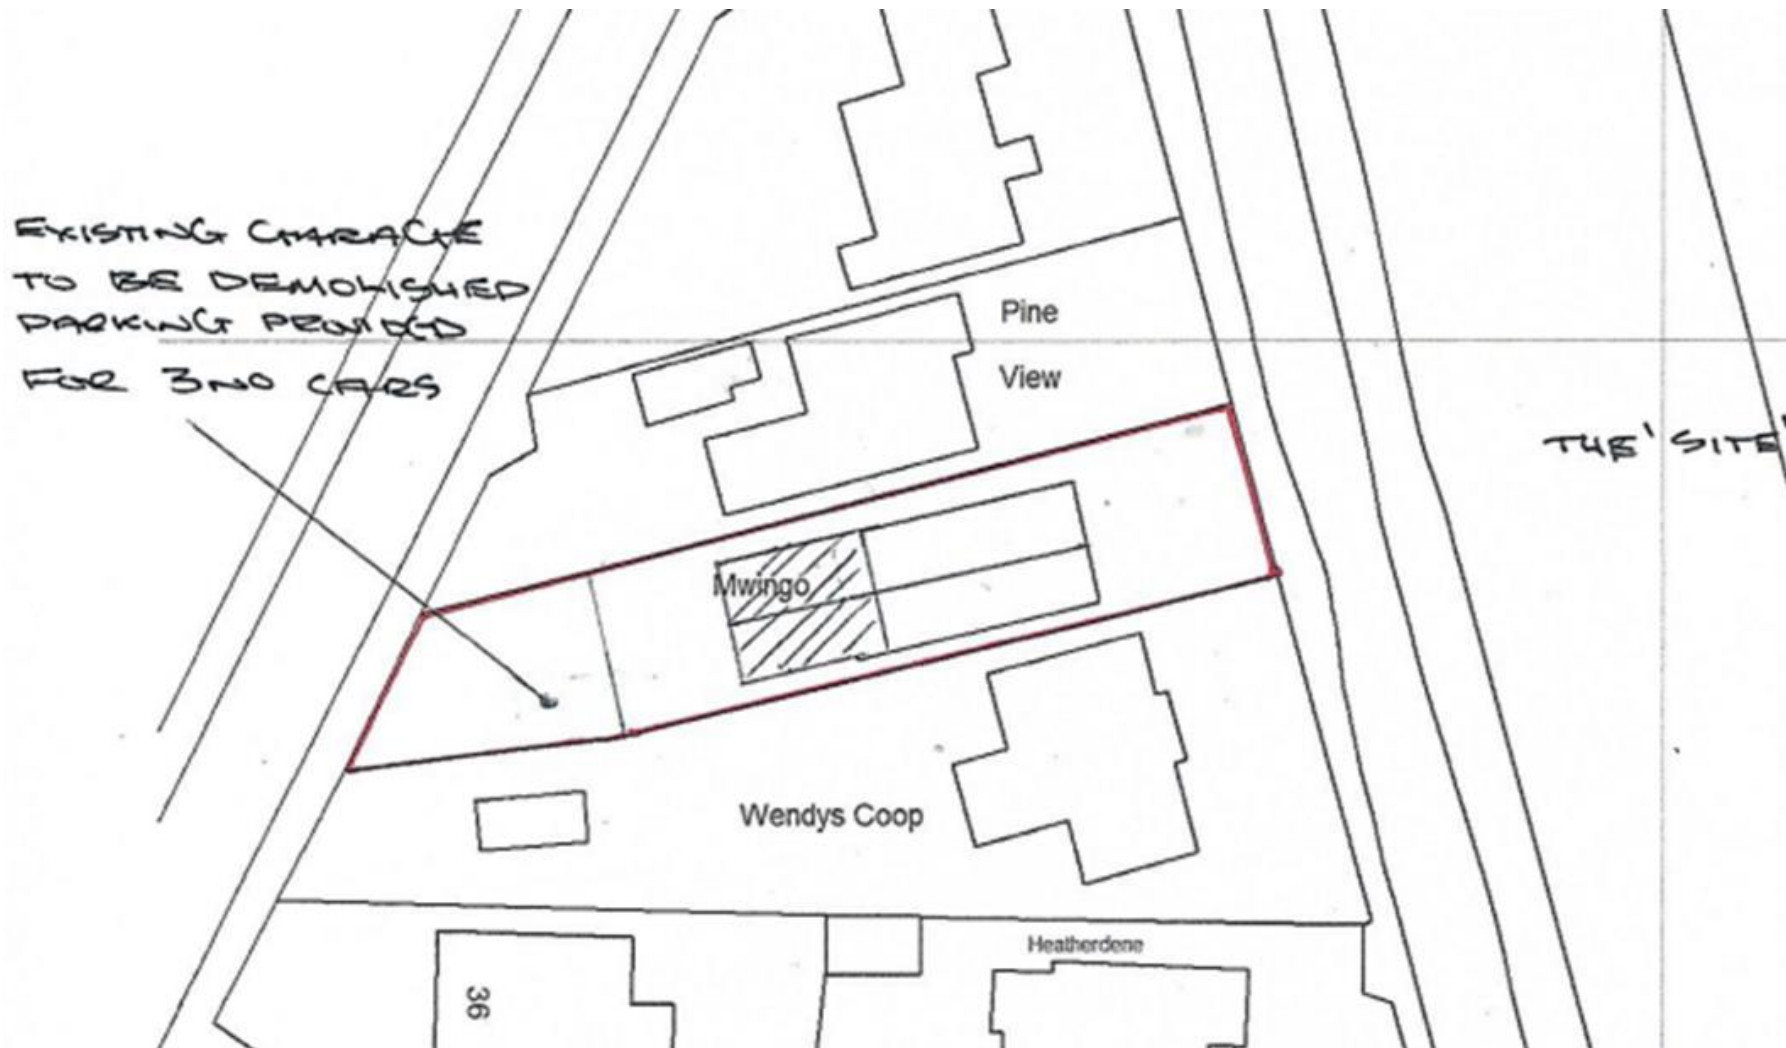 EXISTING GARAGE
TO BE DEMOLISHED
PARKING PROVIDED
FOR 3NO CARS
Pine
View
THE 'SITE'
Mwingo
Wendys Coop
Heatherdene
36